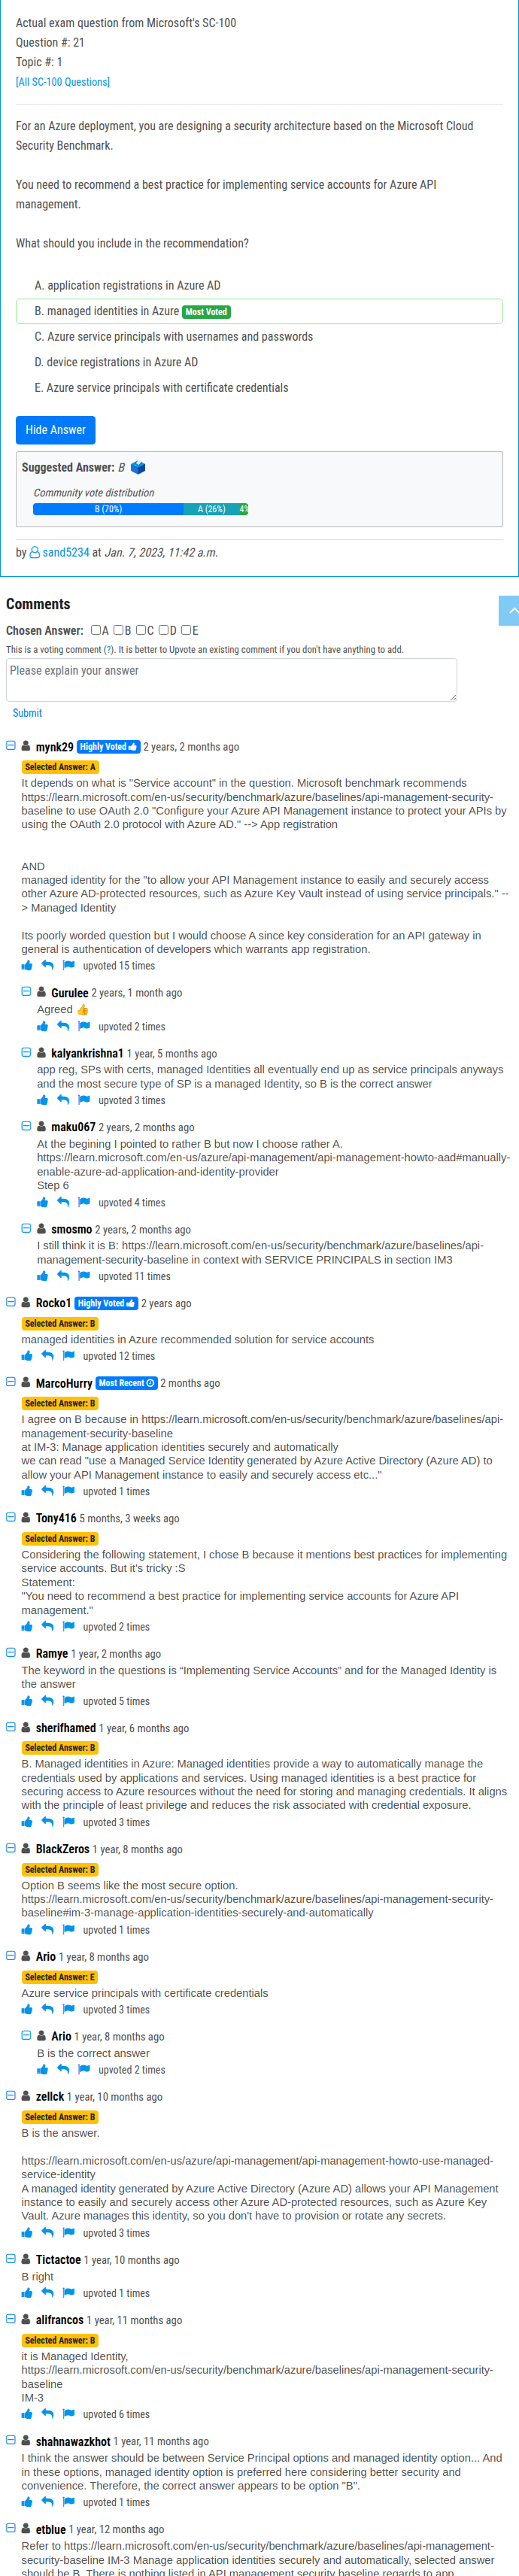 Actual exam question from Microsoft's SC-100
Question #: 21
Topic #: 1
[All SC-100 Questions]
For an Azure deployment, you are designing a security architecture based on the Microsoft Cloud
Security Benchmark.
You need to recommend a best practice for implementing service accounts for Azure API
management.
What should you include in the recommendation?
A. application registrations in Azure AD
B. managed identities in Azure Most Voted
C. Azure service principals with usernames and passwords
D. device registrations in Azure AD
E. Azure service principals with certificate credentials
Hide Answer
Suggested Answer: B
Community vote distribution
B (70%) A (26%) 4%
by sand5234 at Jan. 7, 2023, 11:42 a.m.
Comments
Chosen Answer: A B C D E
This is a voting comment (?). It is better to Upvote an existing comment if you don't have anything to add.
Please explain your answer
Submit
mynk29 Highly Voted 2 years, 2 months ago
Selected Answer: A
It depends on what is "Service account" in the question. Microsoft benchmark recommends
https://learn.microsoft.com/en-us/security/benchmark/azure/baselines/api-management-security-
baseline to use OAuth 2.0 "Configure your Azure API Management instance to protect your APIs by
using the OAuth 2.0 protocol with Azure AD." --> App registration
AND
managed identity for the "to allow your API Management instance to easily and securely access
other Azure AD-protected resources, such as Azure Key Vault instead of using service principals." --
> Managed Identity
Its poorly worded question but I would choose A since key consideration for an API gateway in
general is authentication of developers which warrants app registration.
upvoted 15 times
Gurulee 2 years, 1 month ago
Agreed 👍
upvoted 2 times
kalyankrishna1 1 year, 5 months ago
app reg, SPs with certs, managed Identities all eventually end up as service principals anyways
and the most secure type of SP is a managed Identity, so B is the correct answer
upvoted 3 times
maku067 2 years, 2 months ago
At the begining I pointed to rather B but now I choose rather A.
https://learn.microsoft.com/en-us/azure/api-management/api-management-howto-aad#manually-
enable-azure-ad-application-and-identity-provider
Step 6
upvoted 4 times
smosmo 2 years, 2 months ago
I still think it is B: https://learn.microsoft.com/en-us/security/benchmark/azure/baselines/api-
management-security-baseline in context with SERVICE PRINCIPALS in section IM3
upvoted 11 times
Rocko1 Highly Voted 2 years ago
Selected Answer: B
managed identities in Azure recommended solution for service accounts
upvoted 12 times
MarcoHurry Most Recent 2 months ago
Selected Answer: B
I agree on B because in https://learn.microsoft.com/en-us/security/benchmark/azure/baselines/api-
management-security-baseline
at IM-3: Manage application identities securely and automatically
we can read "use a Managed Service Identity generated by Azure Active Directory (Azure AD) to
allow your API Management instance to easily and securely access etc..."
upvoted 1 times
Tony416 5 months, 3 weeks ago
Selected Answer: B
Considering the following statement, I chose B because it mentions best practices for implementing
service accounts. But it's tricky :S
Statement:
"You need to recommend a best practice for implementing service accounts for Azure API
management."
upvoted 2 times
Ramye 1 year, 2 months ago
The keyword in the questions is “Implementing Service Accounts” and for the Managed Identity is
the answer
upvoted 5 times
sherifhamed 1 year, 6 months ago
Selected Answer: B
B. Managed identities in Azure: Managed identities provide a way to automatically manage the
credentials used by applications and services. Using managed identities is a best practice for
securing access to Azure resources without the need for storing and managing credentials. It aligns
with the principle of least privilege and reduces the risk associated with credential exposure.
upvoted 3 times
BlackZeros 1 year, 8 months ago
Selected Answer: B
Option B seems like the most secure option.
https://learn.microsoft.com/en-us/security/benchmark/azure/baselines/api-management-security-
baseline#im-3-manage-application-identities-securely-and-automatically
upvoted 1 times
Ario 1 year, 8 months ago
Selected Answer: E
Azure service principals with certificate credentials
upvoted 3 times
Ario 1 year, 8 months ago
B is the correct answer
upvoted 2 times
zellck 1 year, 10 months ago
Selected Answer: B
B is the answer.
https://learn.microsoft.com/en-us/azure/api-management/api-management-howto-use-managed-
service-identity
A managed identity generated by Azure Active Directory (Azure AD) allows your API Management
instance to easily and securely access other Azure AD-protected resources, such as Azure Key
Vault. Azure manages this identity, so you don't have to provision or rotate any secrets.
upvoted 3 times
Tictactoe 1 year, 10 months ago
B right
upvoted 1 times
alifrancos 1 year, 11 months ago
Selected Answer: B
it is Managed Identity,
https://learn.microsoft.com/en-us/security/benchmark/azure/baselines/api-management-security-
baseline
IM-3
upvoted 6 times
shahnawazkhot 1 year, 11 months ago
I think the answer should be between Service Principal options and managed identity option... And
in these options, managed identity option is preferred here considering better security and
convenience. Therefore, the correct answer appears to be option "B".
upvoted 1 times
etblue 1 year, 12 months ago
Refer to https://learn.microsoft.com/en-us/security/benchmark/azure/baselines/api-management-
security-baseline IM-3 Manage application identities securely and automatically, selected answer
should be B. There is nothing listed in API management security baseline regards to app